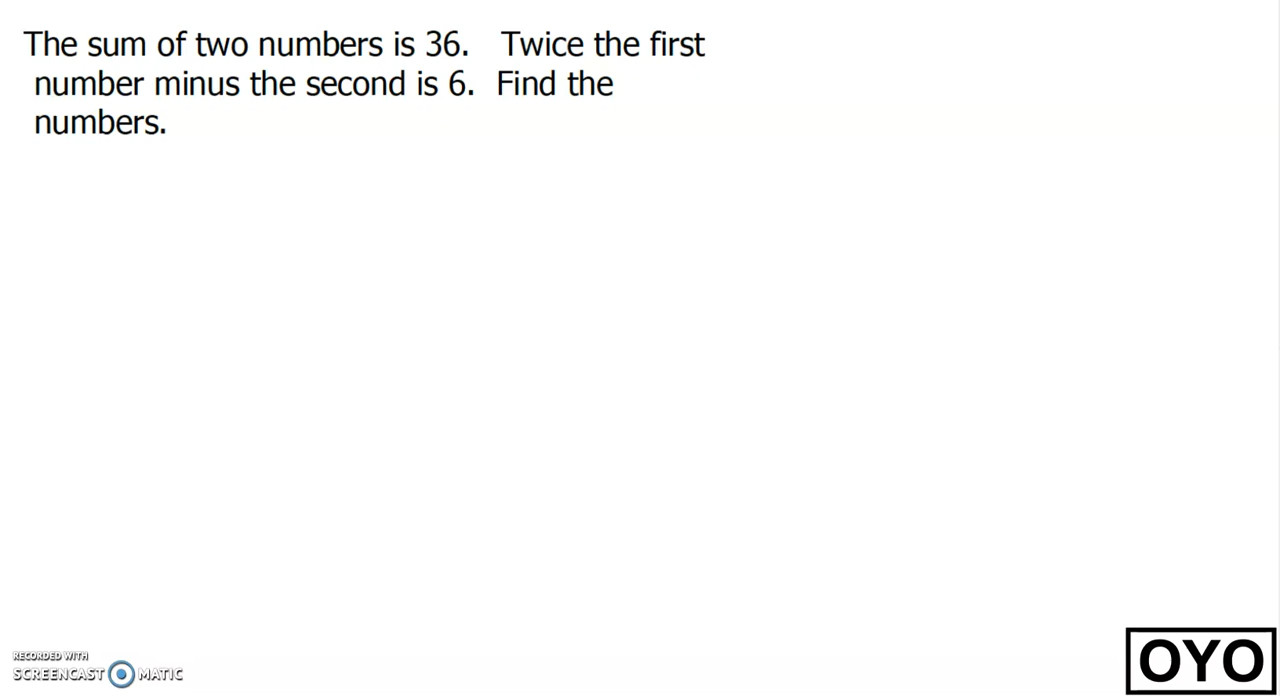 The sum of two numbers is 36. Twice the first
number minus the second is 6. Find the
numbers.
RECORDED WITH
SCREENCAST MATIC
OYO